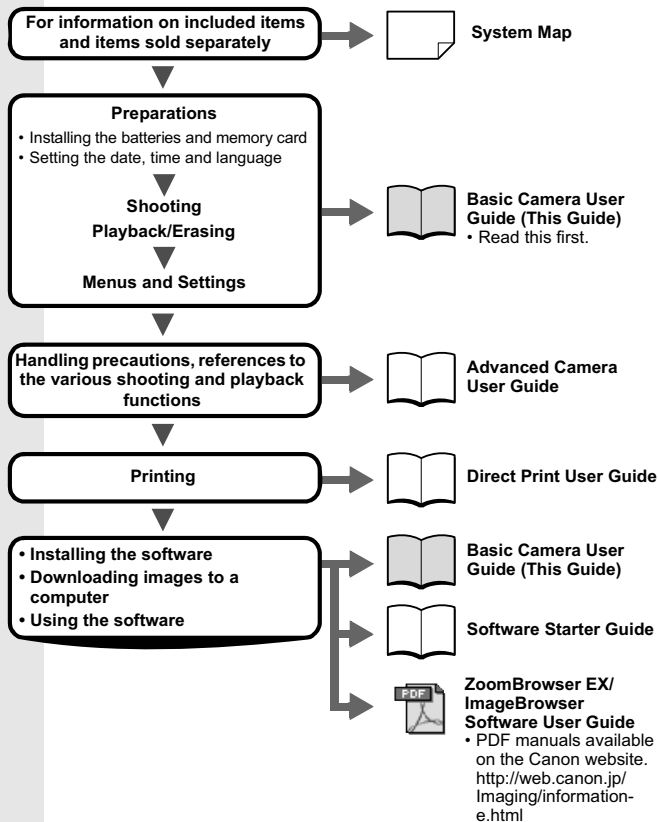 For information on included items
and items sold separately
System Map
Preparations
• Installing the batteries and memory card
• Setting the date, time and language
Shooting
Playback/Erasing
Menus and Settings
Basic Camera User
Guide (This Guide)
• Read this first.
Handling precautions, references to
the various shooting and playback
functions
Advanced Camera
User Guide
Printing
Direct Print User Guide
• Installing the software
• Downloading images to a
computer
• Using the software
Basic Camera User
Guide (This Guide)
Software Starter Guide
PDF
ZoomBrowser EX/
ImageBrowser
Software User Guide
• PDF manuals available
on the Canon website.
http://web.canon.jp/
Imaging/information-
e.html